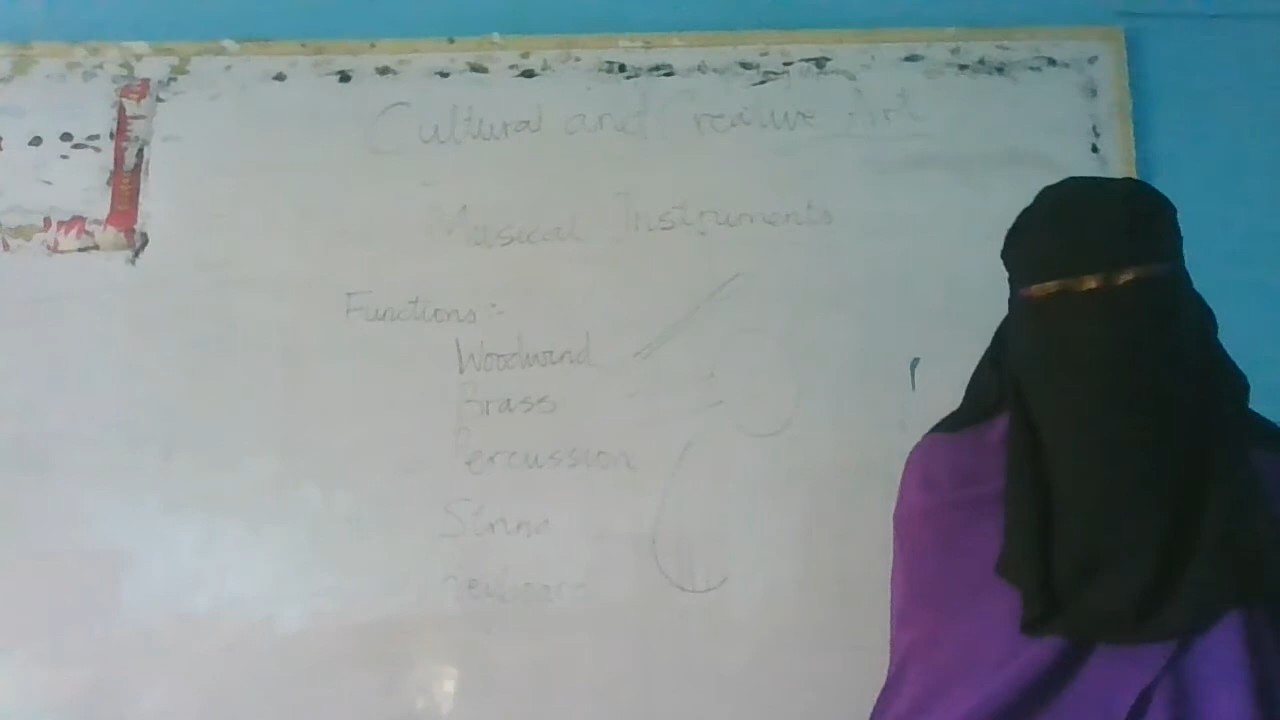 Cultural and Creative Art
Musical Instruments
Functions:-
Woodwind
Brass
Percussion
String
Keyboard